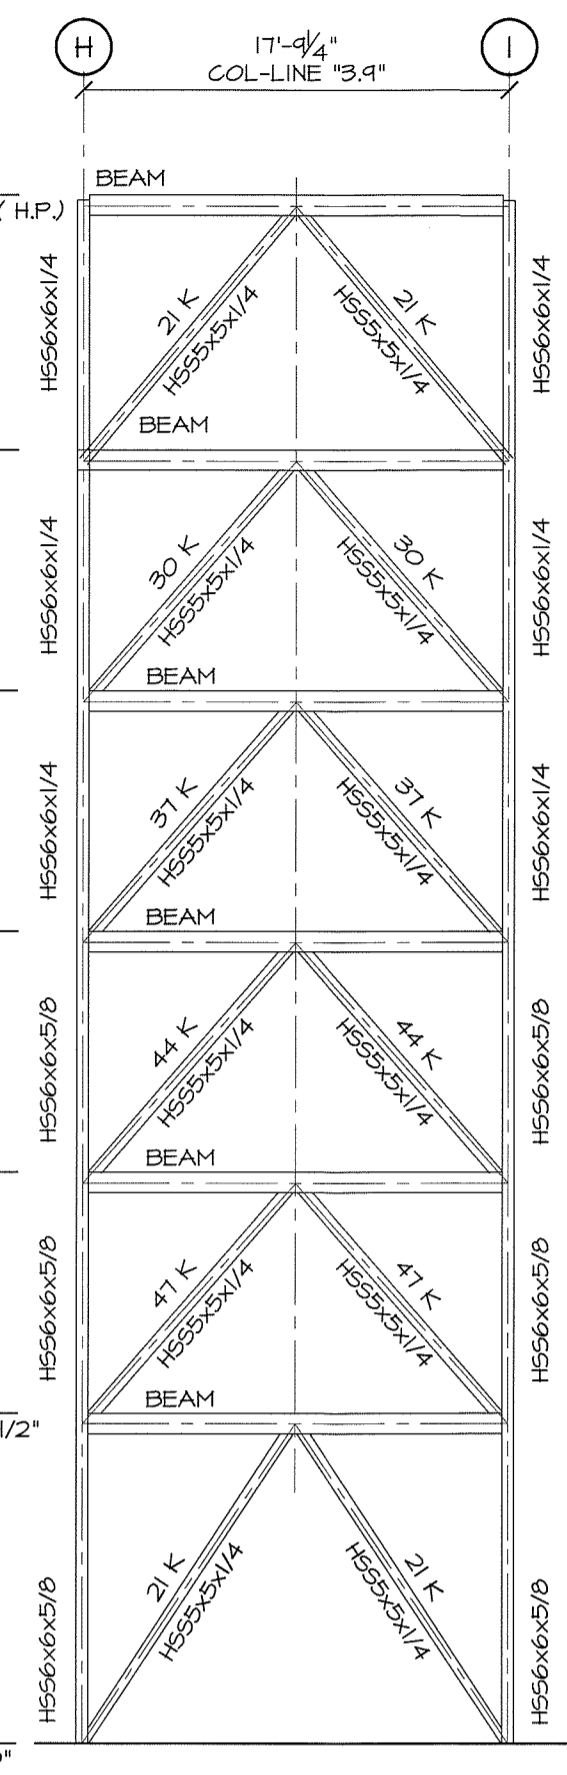 H
17'-9 1/4"
I
COL-LINE "3.9"
BEAM
( H.P.)
HSS6x6x1/4
21 K
HSS5x5x1/4
21 K
HSS5x5x1/4
HSS6x6x1/4
BEAM
HSS6x6x1/4
30 K
HSS5x5x1/4
30 K
HSS5x5x1/4
HSS6x6x1/4
BEAM
HSS6x6x1/4
37 K
HSS5x5x1/4
37 K
HSS5x5x1/4
HSS6x6x1/4
BEAM
HSS6x6x5/8
44 K
HSS5x5x1/4
44 K
HSS5x5x1/4
HSS6x6x5/8
BEAM
HSS6x6x5/8
47 K
HSS5x5x1/4
47 K
HSS5x5x1/4
HSS6x6x5/8
BEAM
1/2"
HSS6x6x5/8
21 K
HSS5x5x1/4
21 K
HSS5x5x1/4
HSS6x6x5/8